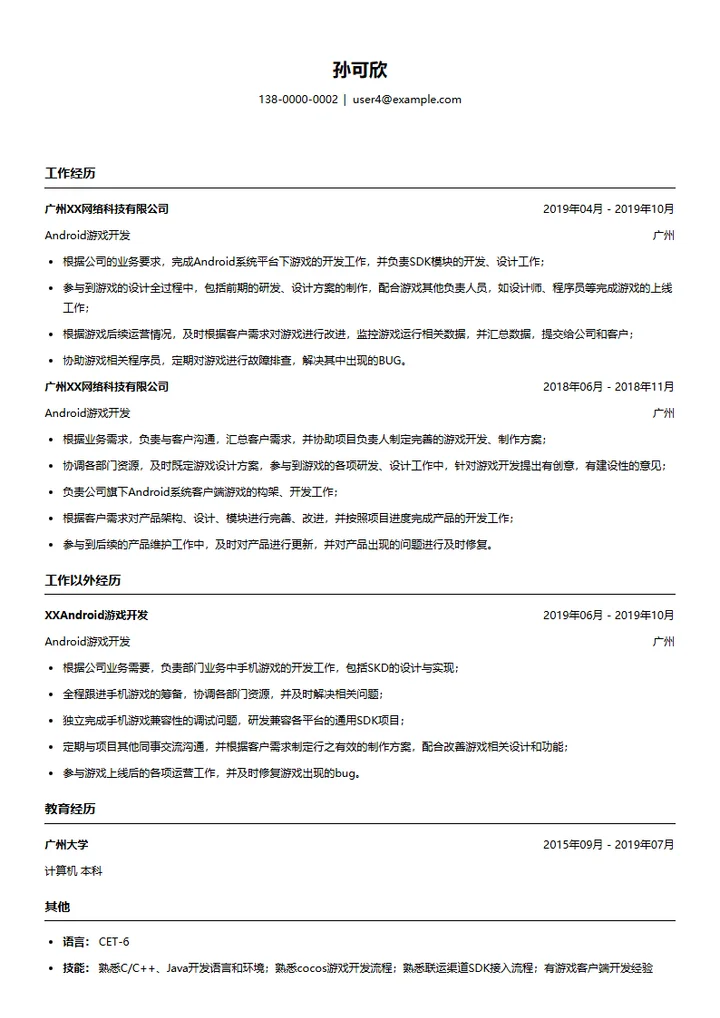 孙可欣
138-0000-0002 | user4@example.com
工作经历
广州XX网络科技有限公司 2019年04月 - 2019年10月
Android游戏开发 广州
• 根据公司的业务要求，完成Android系统平台下游戏的开发工作，并负责SDK模块的开发、设计工作；
• 参与到游戏的设计全过程中，包括前期的研发、设计方案的制作，配合游戏其他负责人员，如设计师、程序员等完成游戏的上线
工作；
• 根据游戏后续运营情况，及时根据客户需求对游戏进行改进，监控游戏运行相关数据，并汇总数据，提交给公司和客户；
• 协助游戏相关程序员，定期对游戏进行故障排查，解决其中出现的BUG。
广州XX网络科技有限公司 2018年06月 - 2018年11月
Android游戏开发 广州
• 根据业务需求，负责与客户沟通，汇总客户需求，并协助项目负责人制定完善的游戏开发、制作方案；
• 协调各部门资源，及时既定游戏设计方案，参与到游戏的各项研发、设计工作中，针对游戏开发提出有创意，有建设性的意见；
• 负责公司旗下Android系统客户端游戏的构架、开发工作；
• 根据客户需求对产品架构、设计、模块进行完善、改进，并按照项目进度完成产品的开发工作；
• 参与到后续的产品维护工作中，及时对产品进行更新，并对产品出现的问题进行及时修复。
工作以外经历
XXAndroid游戏开发 2019年06月 - 2019年10月
Android游戏开发 广州
• 根据公司业务需要，负责部门业务中手机游戏的开发工作，包括SKD的设计与实现；
• 全程跟进手机游戏的筹备，协调各部门资源，并及时解决相关问题；
• 独立完成手机游戏兼容性的调试问题，研发兼容各平台的通用SDK项目；
• 定期与项目其他同事交流沟通，并根据客户需求制定行之有效的制作方案，配合改善游戏相关设计和功能；
• 参与游戏上线后的各项运营工作，并及时修复游戏出现的bug。
教育经历
广州大学 2015年09月 - 2019年07月
计算机 本科
其他
• 语言： CET-6
• 技能： 熟悉C/C++、Java开发语言和环境；熟悉cocos游戏开发流程；熟悉联运渠道SDK接入流程；有游戏客户端开发经验